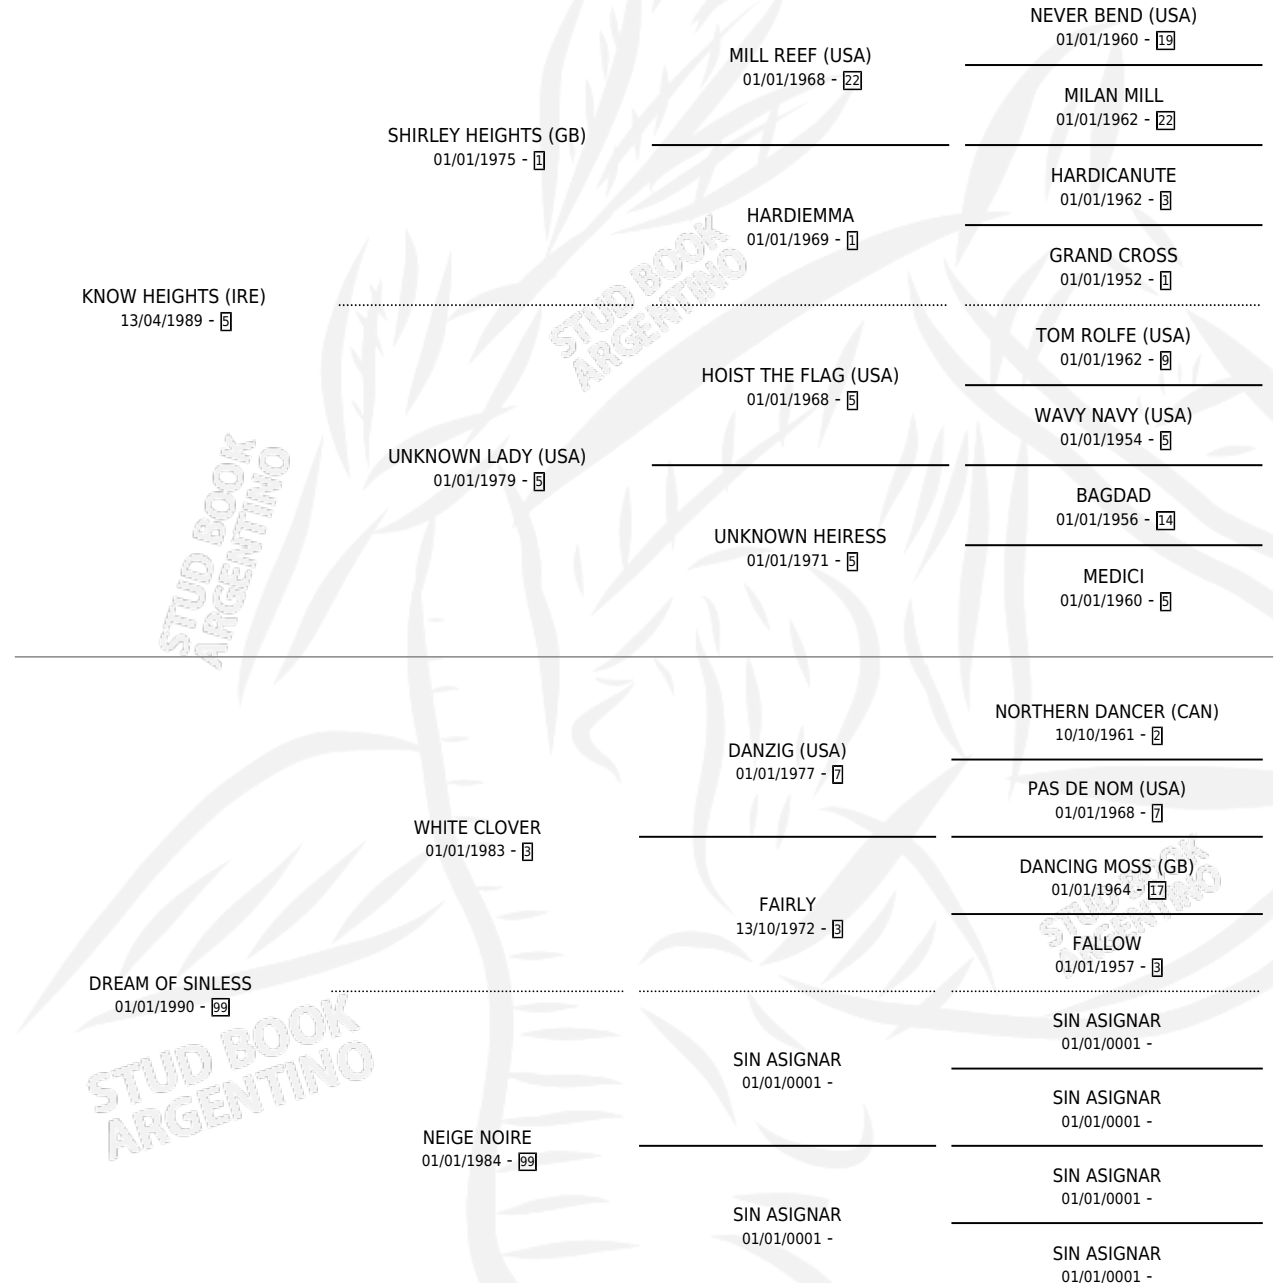 NEVER BEND (USA)
01/01/1960 - 19
MILL REEF (USA)
01/01/1968 - 22
MILAN MILL
01/01/1962 - 22
SHIRLEY HEIGHTS (GB)
01/01/1975 - 1
HARDICANUTE
01/01/1962 - 3
HARDIEMMA
01/01/1969 - 1
GRAND CROSS
01/01/1952 - 1
KNOW HEIGHTS (IRE)
13/04/1989 - 5
TOM ROLFE (USA)
01/01/1962 - 9
HOIST THE FLAG (USA)
01/01/1968 - 5
WAVY NAVY (USA)
01/01/1954 - 5
UNKNOWN LADY (USA)
01/01/1979 - 5
BAGDAD
01/01/1956 - 14
UNKNOWN HEIRESS
01/01/1971 - 5
MEDICI
01/01/1960 - 5
NORTHERN DANCER (CAN)
10/10/1961 - 2
DANZIG (USA)
01/01/1977 - 7
PAS DE NOM (USA)
01/01/1968 - 7
WHITE CLOVER
01/01/1983 - 3
DANCING MOSS (GB)
01/01/1964 - 17
FAIRLY
13/10/1972 - 3
FALLOW
01/01/1957 - 3
DREAM OF SINLESS
01/01/1990 - 99
SIN ASIGNAR
01/01/0001 -
SIN ASIGNAR
01/01/0001 -
SIN ASIGNAR
01/01/0001 -
NEIGE NOIRE
01/01/1984 - 99
SIN ASIGNAR
01/01/0001 -
SIN ASIGNAR
01/01/0001 -
SIN ASIGNAR
01/01/0001 -
STUD BOOK
ARGENTINO
STUD BOOK
ARGENTINO
STUD BOOK
ARGENTINO
STUD BOOK
ARGENTINO